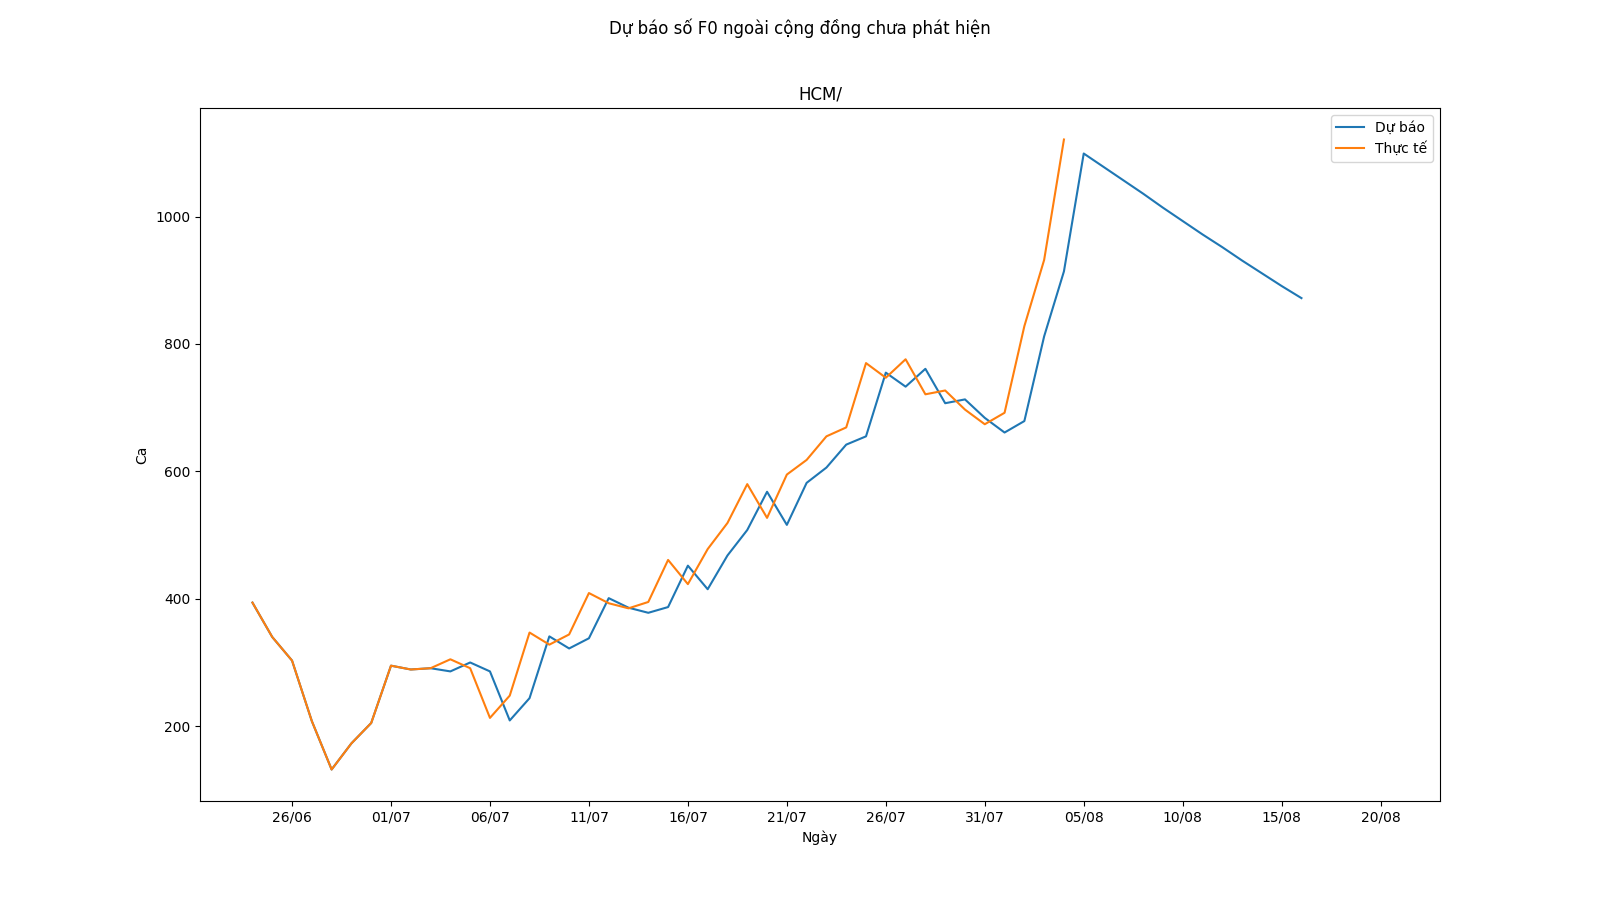 Dự báo số F0 ngoài cộng đồng chưa phát hiện
HCM/
Dự báo
Thực tế
1000
800
600
400
200
Ca
26/06 01/07 06/07 11/07 16/07 21/07 26/07 31/07 05/08 10/08 15/08 20/08
Ngày